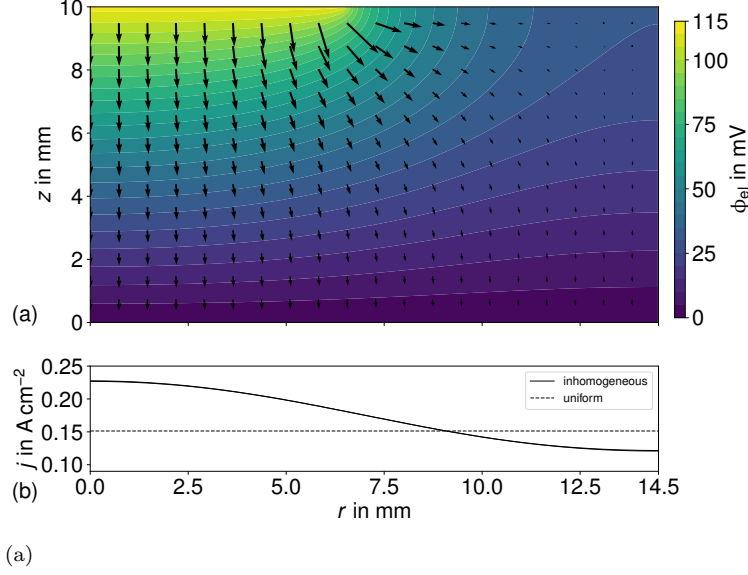 10
8
6
4
2
0
z in mm
(a)
115
100
75
50
25
0
ϕel in mV
0.25
0.20
0.15
0.10
j in A cm−2
inhomogeneous
uniform
(b)
0.0 2.5 5.0 7.5 10.0 12.5 14.5
r in mm
(a)